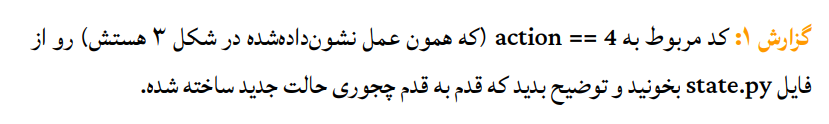 گزارش ۱: کد مربوط به action == 4 (که همون عمل نشون‌داده‌شده در شکل ۳ هستش) رو از
فایل state.py بخونید و توضیح بدید که قدم به قدم چجوری حالت جدید ساخته شده.